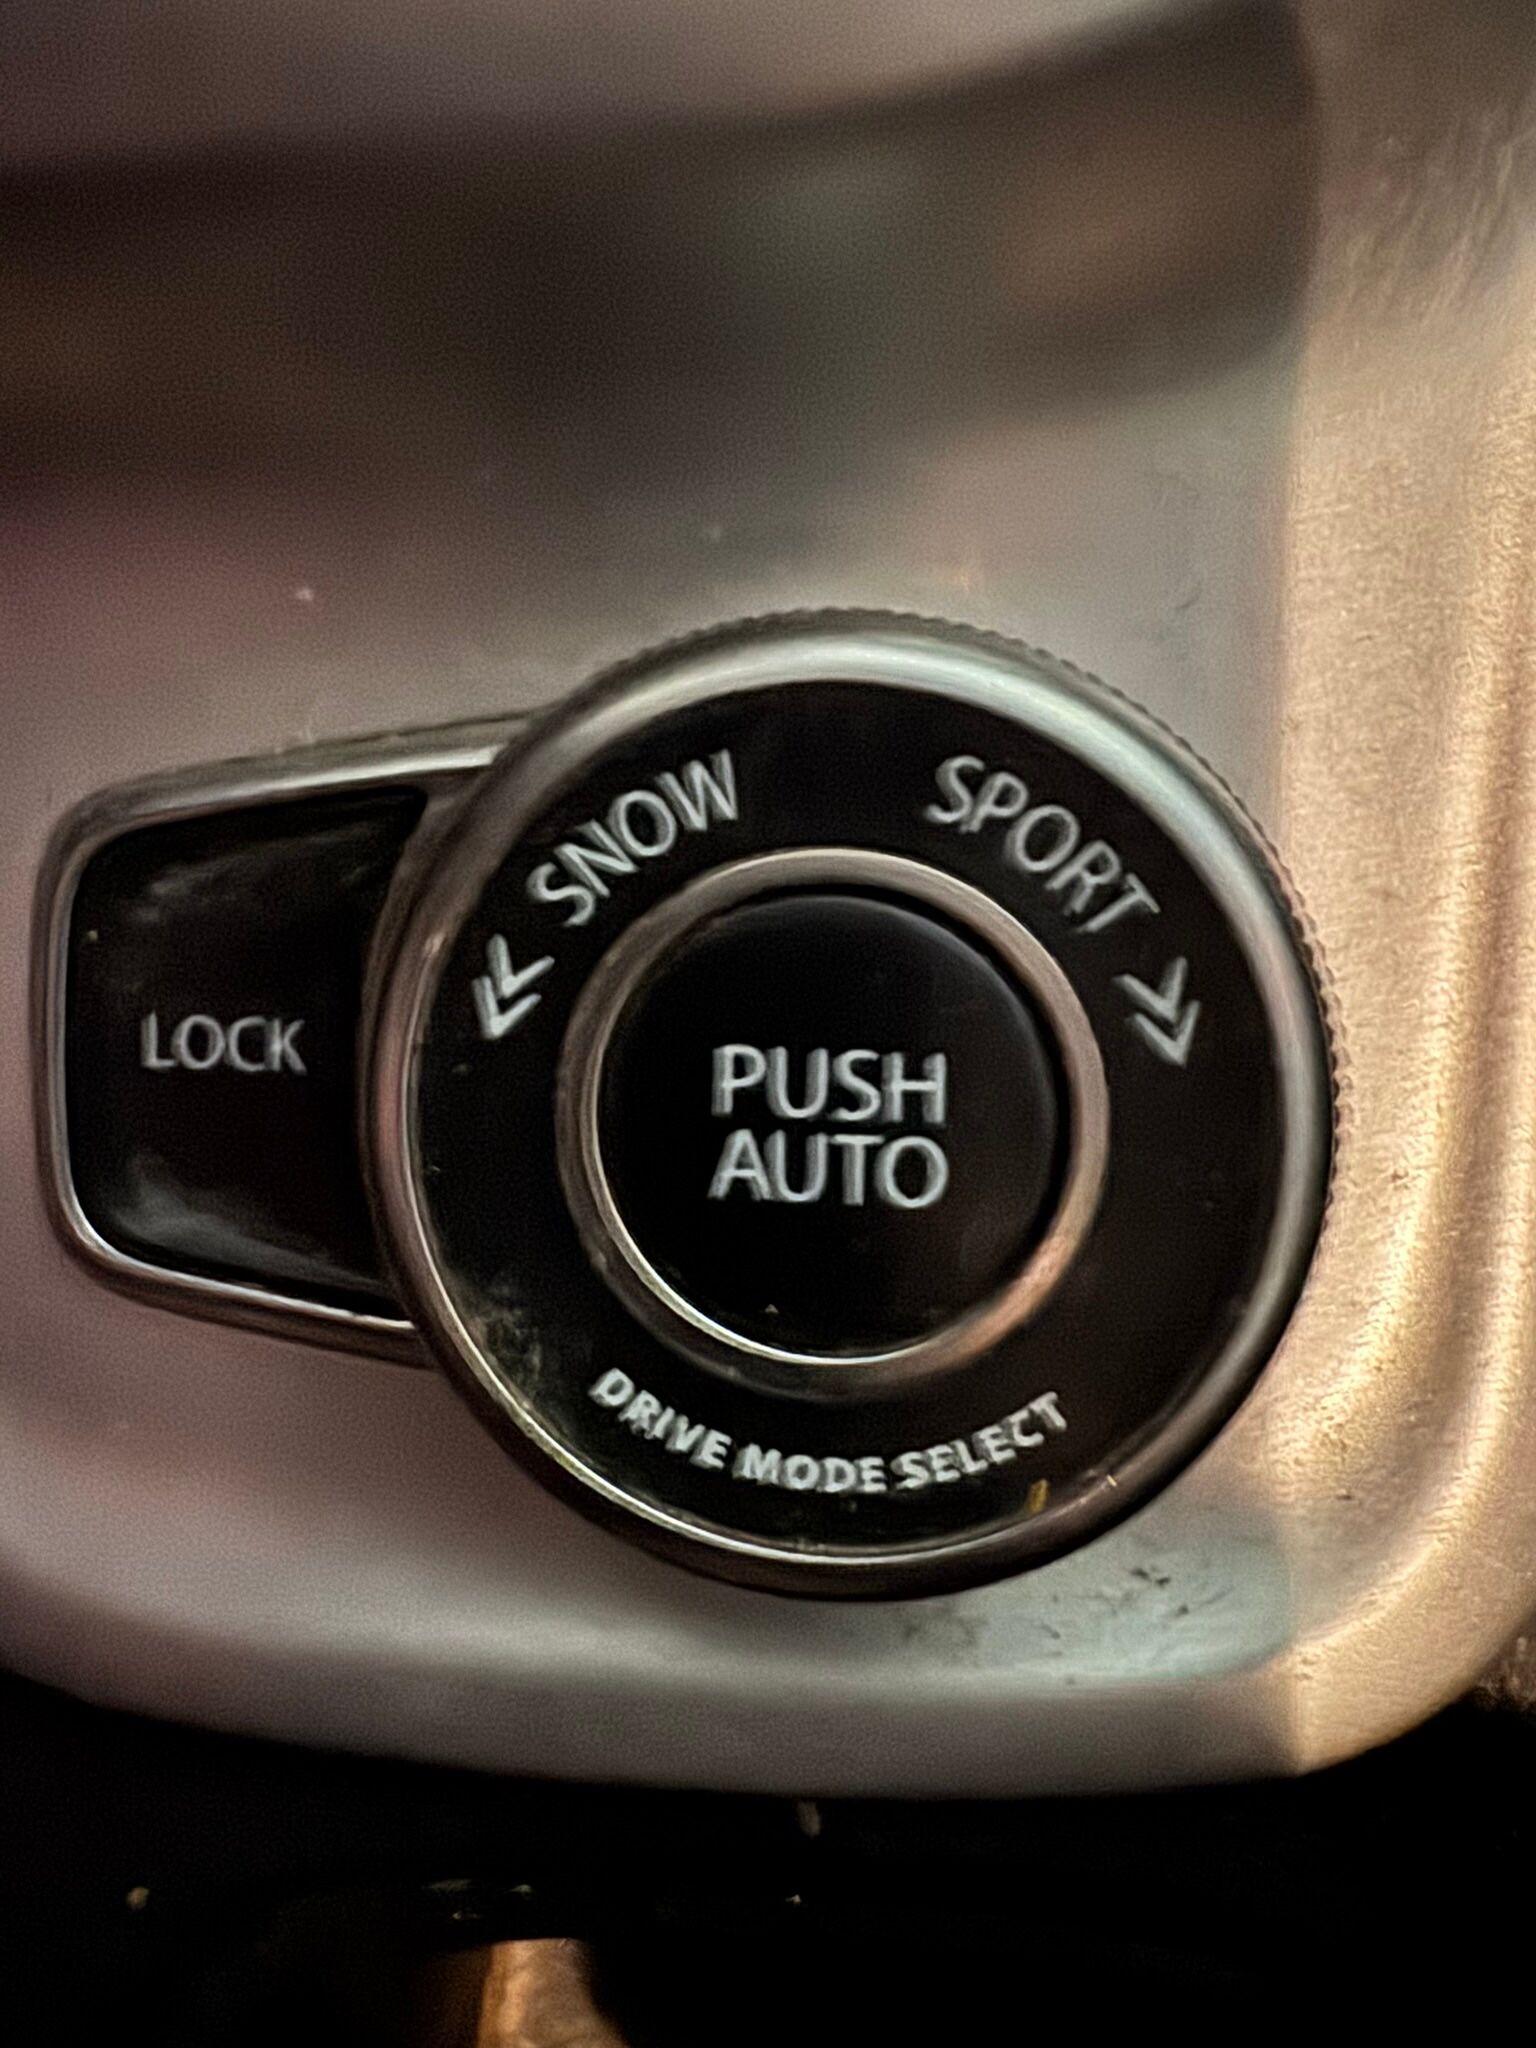 SNOW
SPORT
LOCK
PUSH
AUTO
DRIVE MODE SELECT